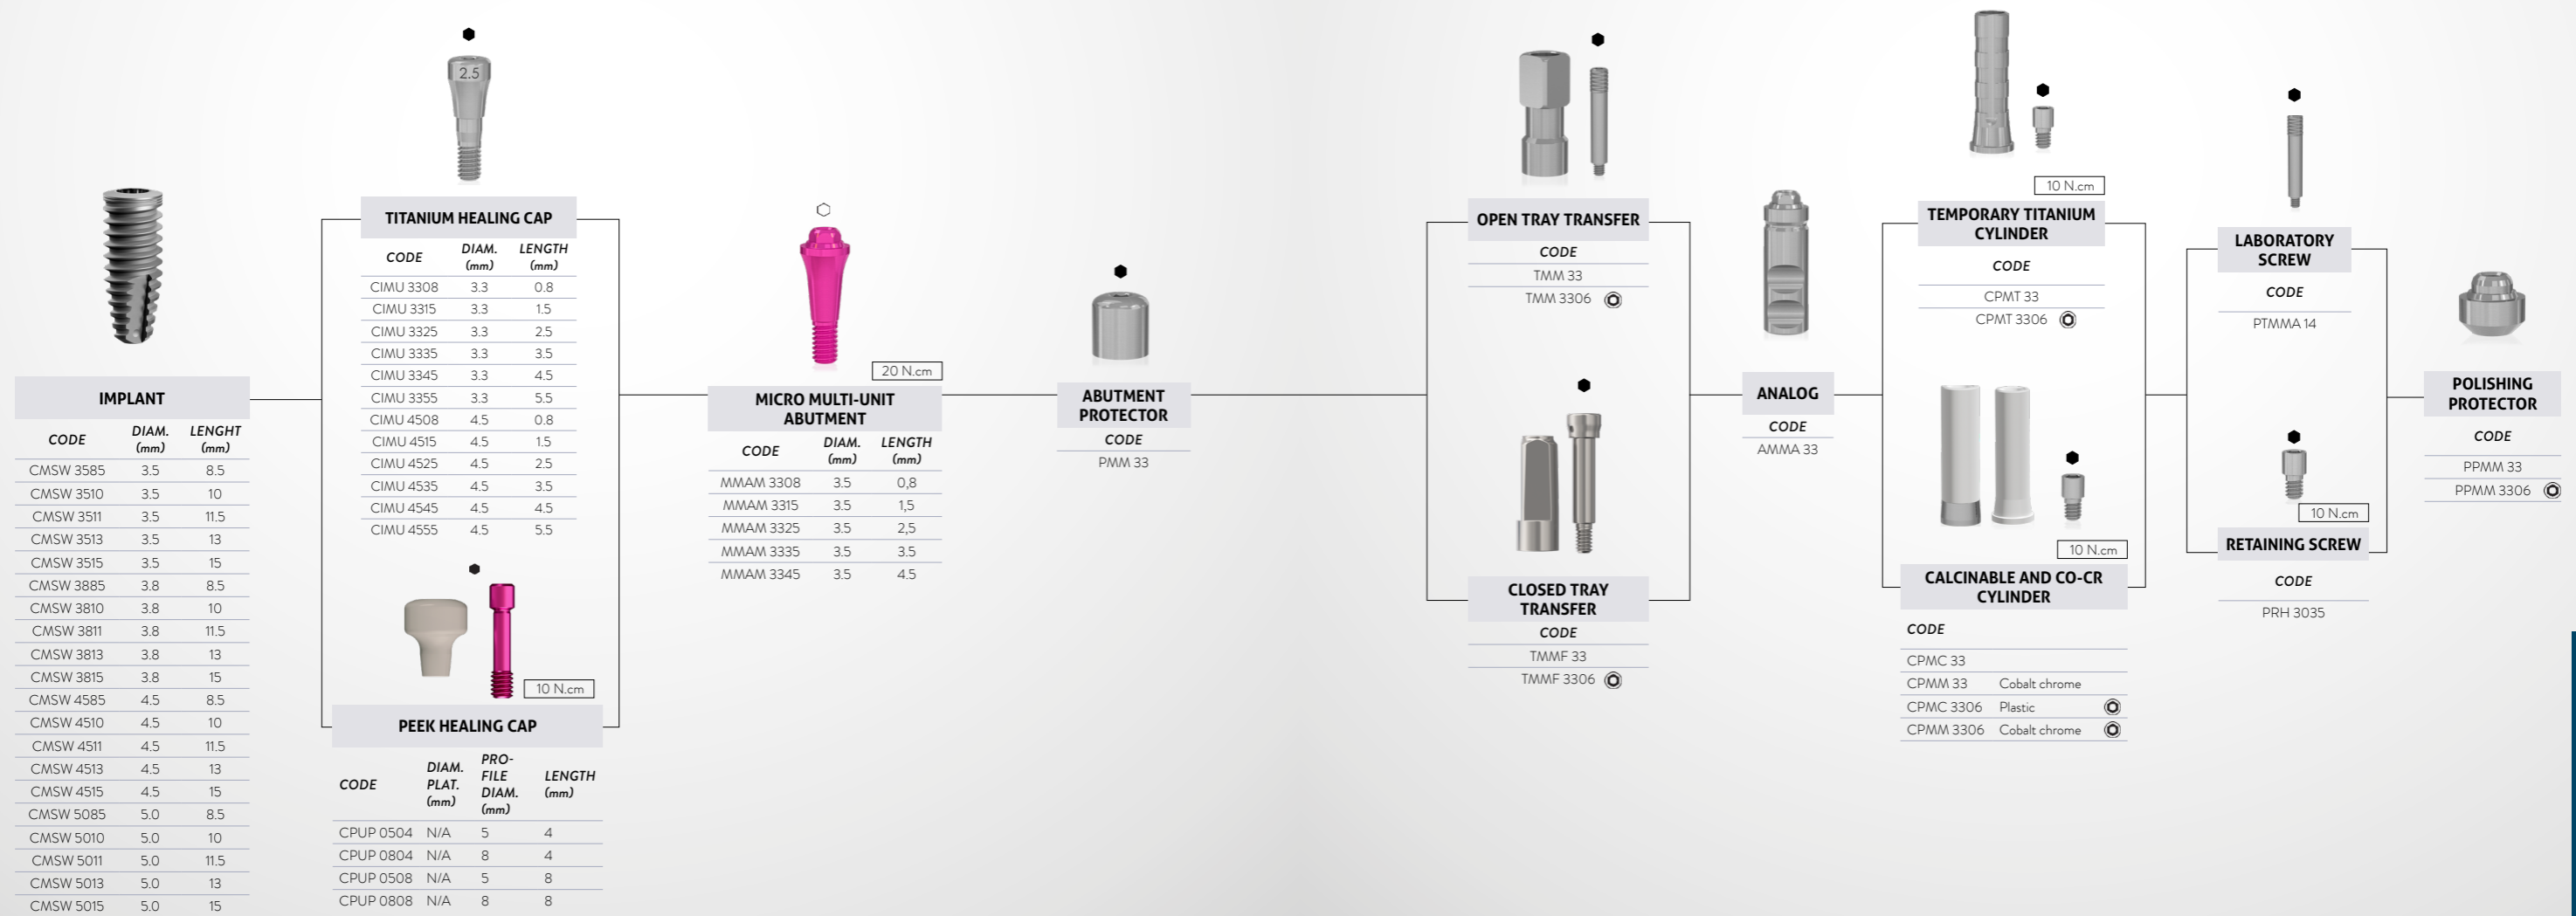 2.5
TITANIUM HEALING CAP
CODE DIAM. (mm) LENGTH (mm)
CIMU 3308 3.3 0.8
CIMU 3315 3.3 1.5
CIMU 3325 3.3 2.5
CIMU 3335 3.3 3.5
CIMU 3345 3.3 4.5
CIMU 3355 3.3 5.5
CIMU 4508 4.5 0.8
CIMU 4515 4.5 1.5
CIMU 4525 4.5 2.5
CIMU 4535 4.5 3.5
CIMU 4545 4.5 4.5
CIMU 4555 4.5 5.5
IMPLANT
CODE DIAM. (mm) LENGHT (mm)
CMSW 3585 3.5 8.5
CMSW 3510 3.5 10
CMSW 3511 3.5 11.5
CMSW 3513 3.5 13
CMSW 3515 3.5 15
CMSW 3885 3.8 8.5
CMSW 3810 3.8 10
CMSW 3811 3.8 11.5
CMSW 3813 3.8 13
CMSW 3815 3.8 15
CMSW 4585 4.5 8.5
CMSW 4510 4.5 10
CMSW 4511 4.5 11.5
CMSW 4513 4.5 13
CMSW 4515 4.5 15
CMSW 5085 5.0 8.5
CMSW 5010 5.0 10
CMSW 5011 5.0 11.5
CMSW 5013 5.0 13
CMSW 5015 5.0 15
10 N.cm
PEEK HEALING CAP
CODE DIAM. PLAT. (mm) PRO-FILE DIAM. (mm) LENGTH (mm)
CPUP 0504 N/A 5 4
CPUP 0804 N/A 8 4
CPUP 0508 N/A 5 8
CPUP 0808 N/A 8 8
20 N.cm
MICRO MULTI-UNIT
ABUTMENT
CODE DIAM. (mm) LENGTH (mm)
MMAM 3308 3.5 0,8
MMAM 3315 3.5 1,5
MMAM 3325 3.5 2,5
MMAM 3335 3.5 3.5
MMAM 3345 3.5 4.5
ABUTMENT
PROTECTOR
CODE
PMM 33
OPEN TRAY TRANSFER
CODE
TMM 33
TMM 3306
CLOSED TRAY
TRANSFER
CODE
TMMF 33
TMMF 3306
ANALOG
CODE
AMMA 33
10 N.cm
TEMPORARY TITANIUM
CYLINDER
CODE
CPMT 33
CPMT 3306
10 N.cm
CALCINABLE AND CO-CR
CYLINDER
CODE
CPMC 33
CPMM 33 Cobalt chrome
CPMC 3306 Plastic
CPMM 3306 Cobalt chrome
LABORATORY
SCREW
CODE
PTMMA 14
10 N.cm
RETAINING SCREW
CODE
PRH 3035
POLISHING
PROTECTOR
CODE
PPMM 33
PPMM 3306